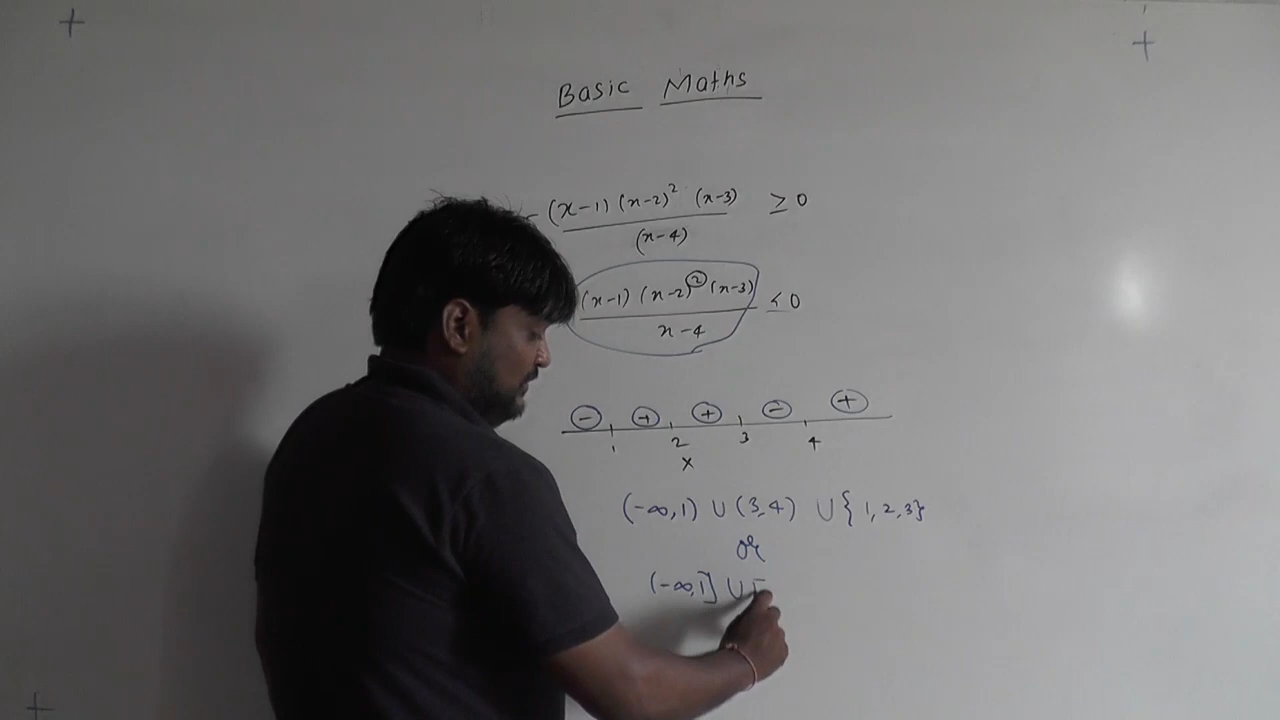 Basic Maths
- (x-1) (x-2)² (x-3) / (x-4) ≥ 0
(x-1) (x-2)² (x-3) / x-4 ≤ 0
- + + - +
1 2 3 4
x
(-∞,1) ∪ (3,4) ∪ {1,2,3}
or
(-∞,1] ∪ [